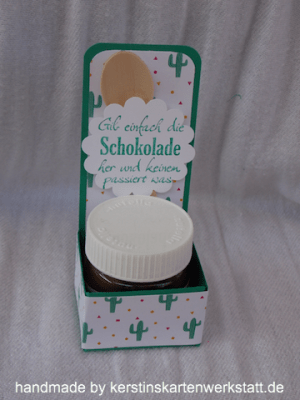 Gib einfach die
Schokolade
her und keinem
passiert was
handmade by kerstinskartenwerkstatt.de